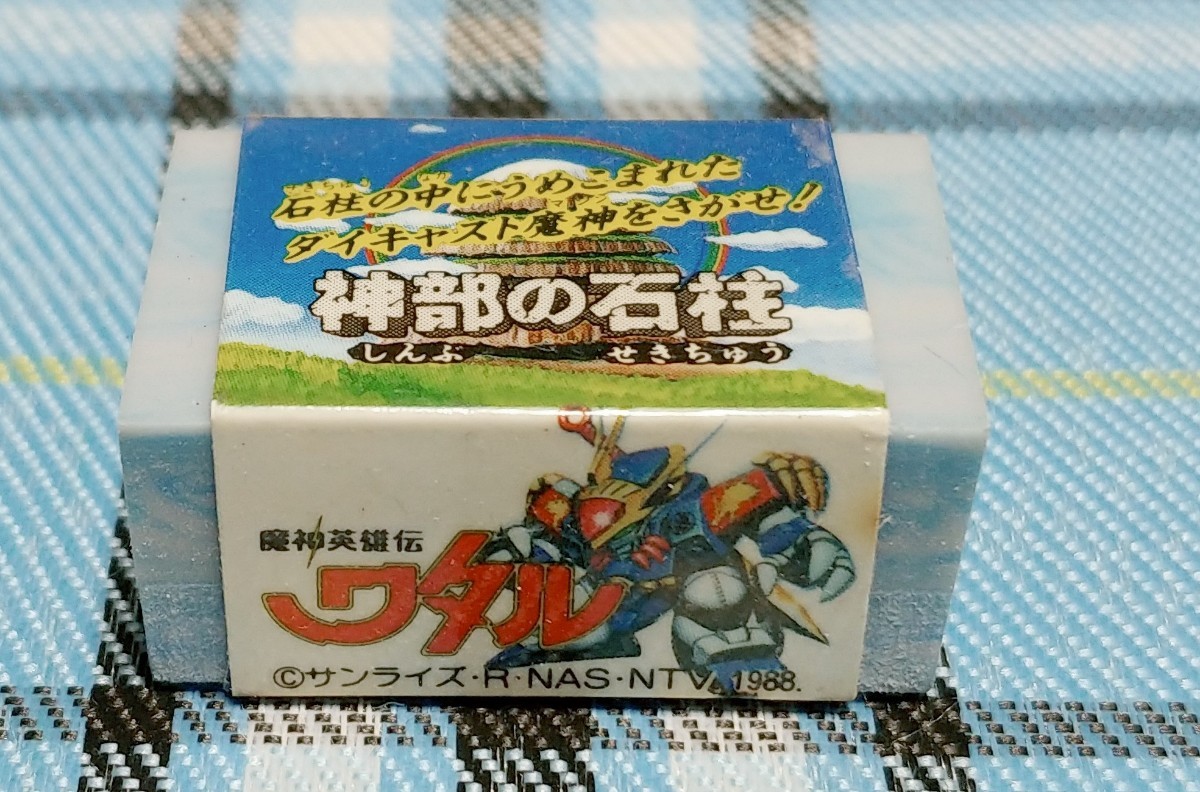 石柱の中にうめこまれた
ダイキャスト魔神をさがせ!
神部の石柱
しんぶ せきちゅう
魔神英雄伝
ワタル
©サンライズ・R・NAS・NTV 1988.